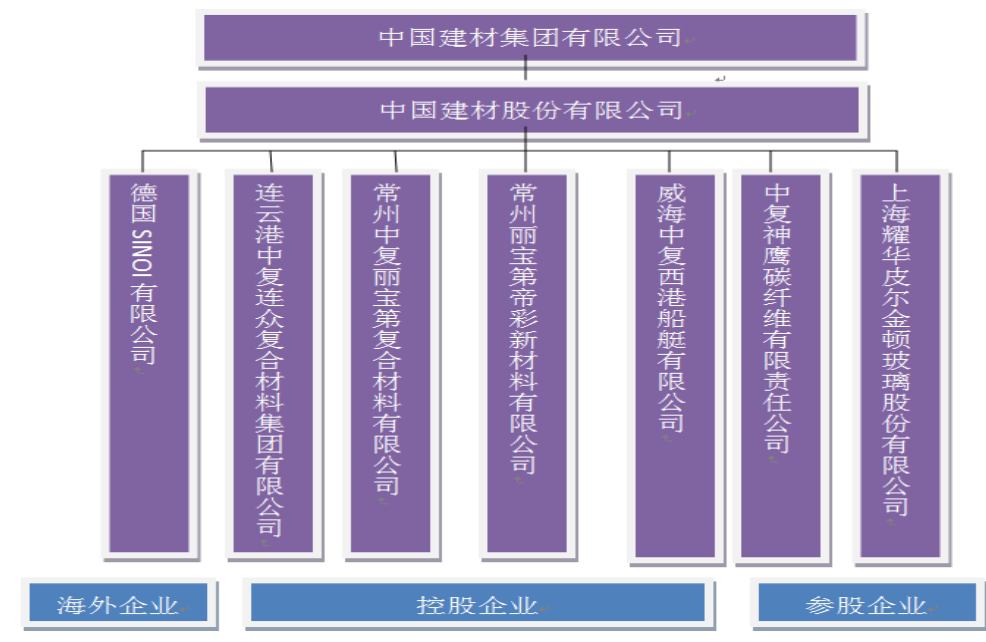 中国建材集团有限公司
中国建材股份有限公司
德国 SINOI 有限公司
连云港中复连众复合材料集团有限公司
常州中复丽宝第复合材料有限公司
常州丽宝第帝彩新材料有限公司
威海中复西港船艇有限公司
中复神鹰碳纤维有限责任公司
上海耀华皮尔金顿玻璃股份有限公司
海外企业
控股企业
参股企业